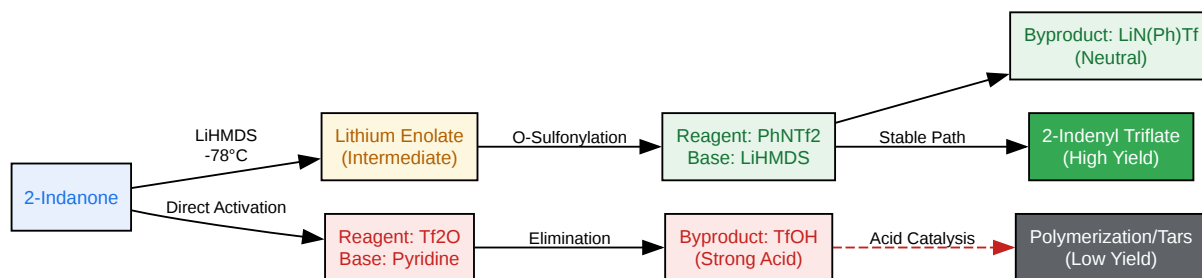 Byproduct: LiN(Ph)Tf
(Neutral)
LiHMDS
-78°C
Lithium Enolate
(Intermediate)
O-Sulfonylation
Reagent: PhNTf2
Base: LiHMDS
Stable Path
2-Indenyl Triflate
(High Yield)
2-Indanone
Direct Activation
Reagent: Tf2O
Base: Pyridine
Elimination
Byproduct: TfOH
(Strong Acid)
Acid Catalysis
Polymerization/Tars
(Low Yield)